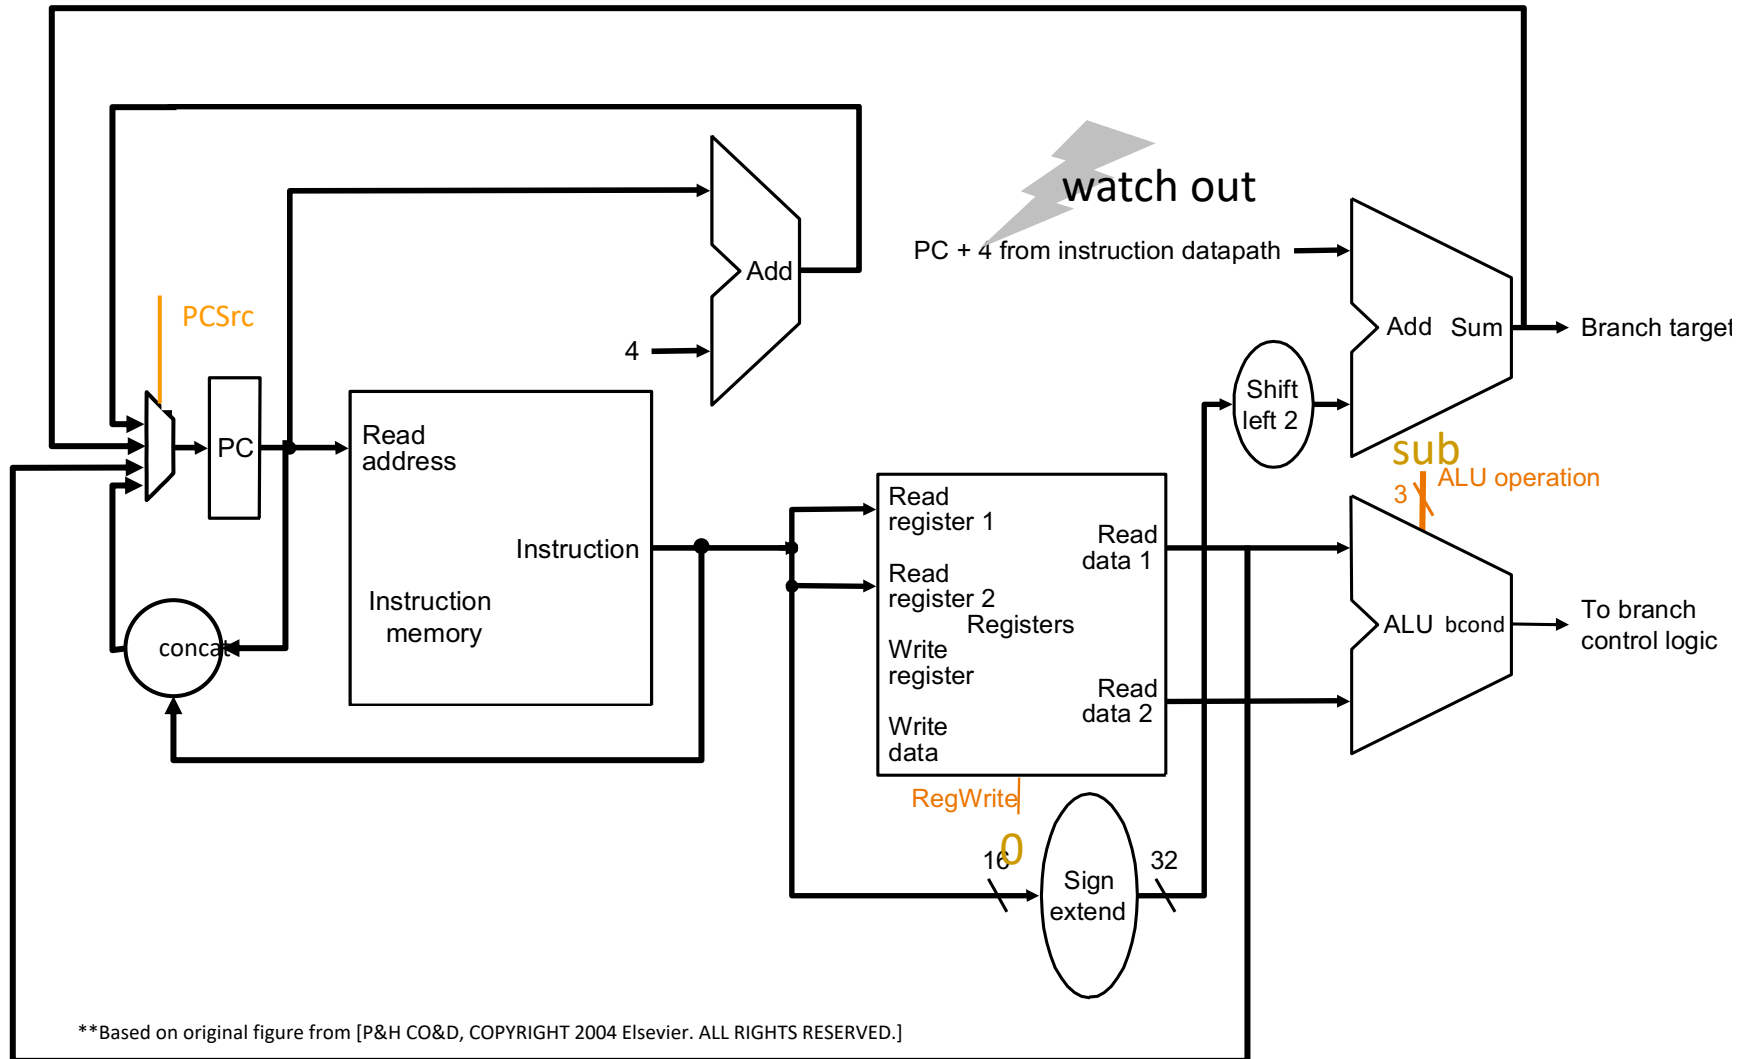 watch out
PC + 4 from instruction datapath
Add
PCSrc
4
Add Sum
Branch target
Shift
left 2
PC
Read
address
sub
ALU operation
3
Read
register 1
Read
data 1
Instruction
Read
register 2
Registers
Instruction
memory
ALU bcond
To branch
control logic
concat
Write
register
Read
data 2
Write
data
RegWrite
0
16
32
Sign
extend
**Based on original figure from [P&H CO&D, COPYRIGHT 2004 Elsevier. ALL RIGHTS RESERVED.]